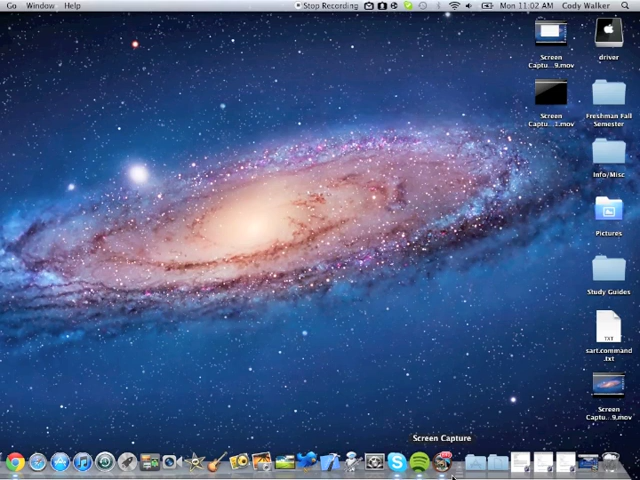 Go Window Help Stop Recording Mon 11:02 AM Cody Walker
Screen
Captu...9.mov
driver
Screen
Captu...1.mov
Freshman Fall
Semester
Info/Misc
Pictures
Study Guides
TXT
sart.command
.txt
Screen
Captu...9.mov
Screen Capture